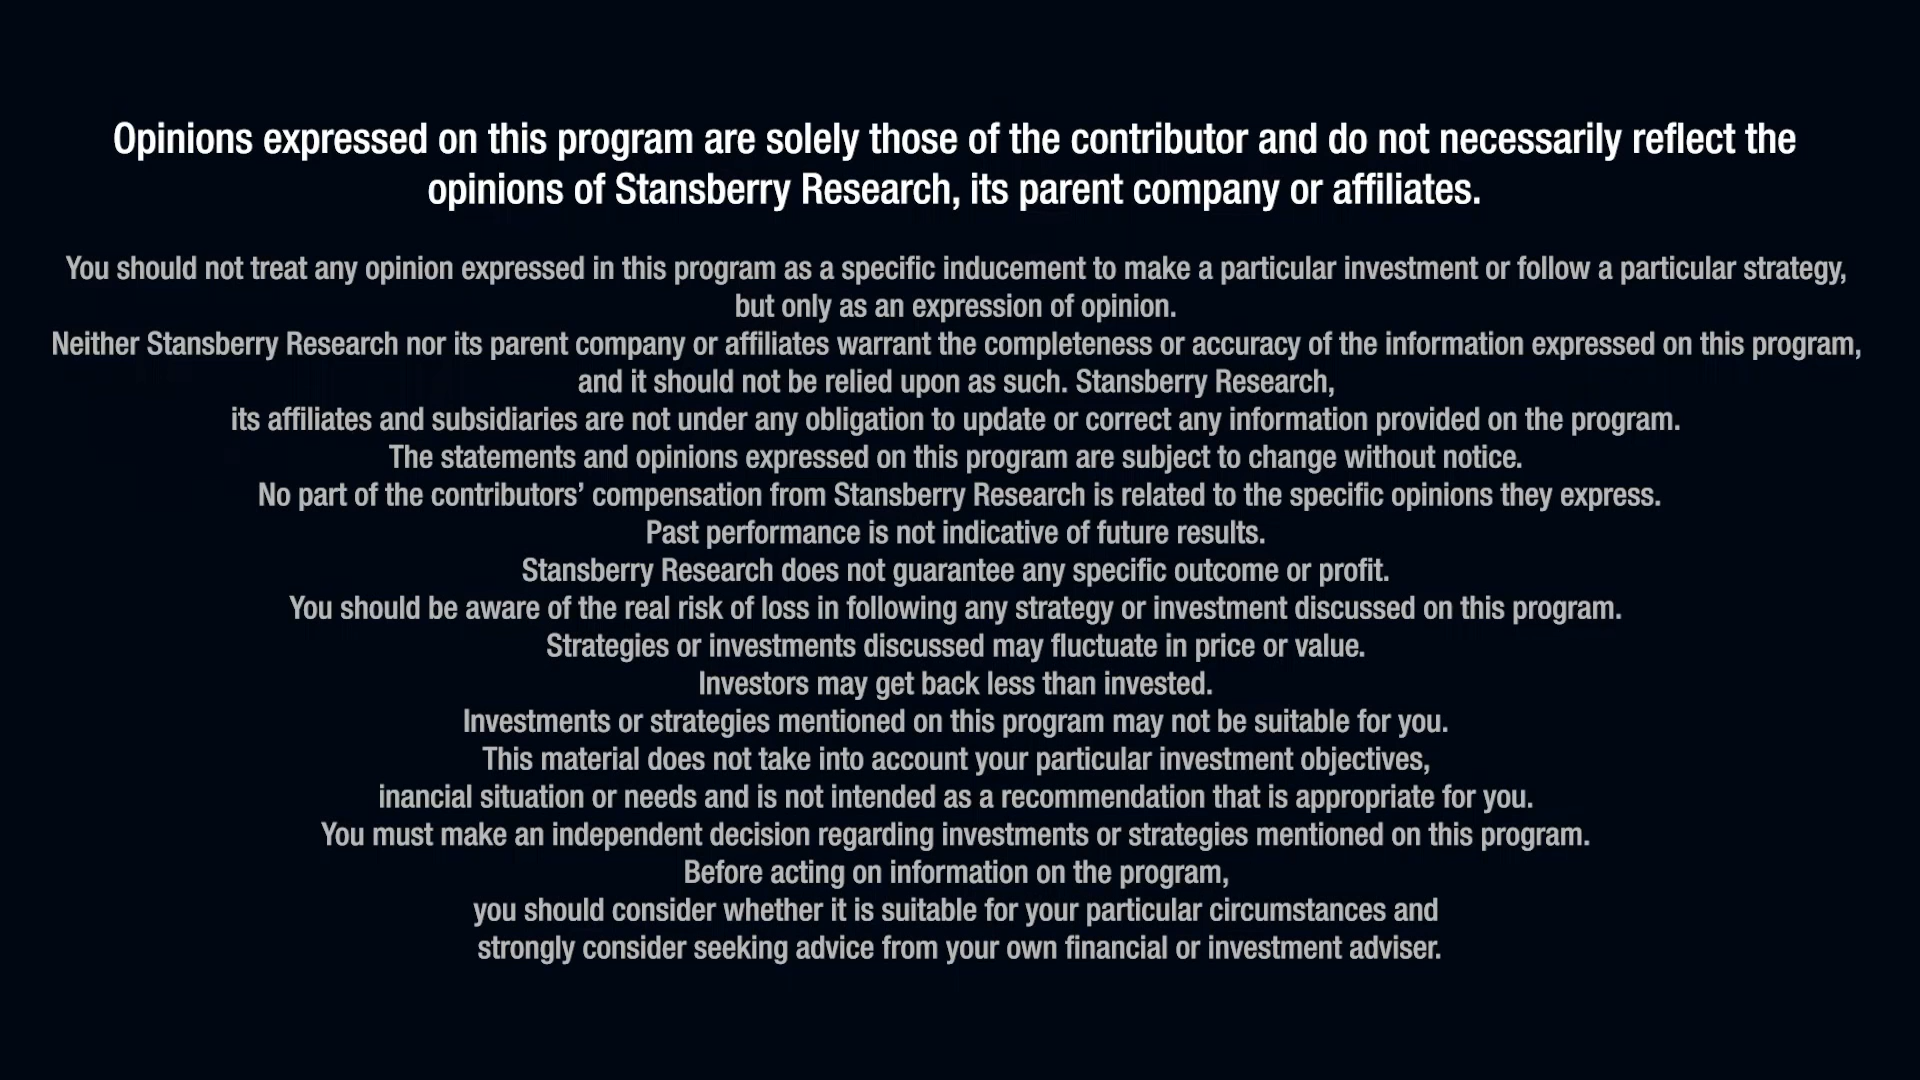 Opinions expressed on this program are solely those of the contributor and do not necessarily reflect the
opinions of Stansberry Research, its parent company or affiliates.
You should not treat any opinion expressed in this program as a specific inducement to make a particular investment or follow a particular strategy,
but only as an expression of opinion.
Neither Stansberry Research nor its parent company or affiliates warrant the completeness or accuracy of the information expressed on this program,
and it should not be relied upon as such. Stansberry Research,
its affiliates and subsidiaries are not under any obligation to update or correct any information provided on the program.
The statements and opinions expressed on this program are subject to change without notice.
No part of the contributors’ compensation from Stansberry Research is related to the specific opinions they express.
Past performance is not indicative of future results.
Stansberry Research does not guarantee any specific outcome or profit.
You should be aware of the real risk of loss in following any strategy or investment discussed on this program.
Strategies or investments discussed may fluctuate in price or value.
Investors may get back less than invested.
Investments or strategies mentioned on this program may not be suitable for you.
This material does not take into account your particular investment objectives,
inancial situation or needs and is not intended as a recommendation that is appropriate for you.
You must make an independent decision regarding investments or strategies mentioned on this program.
Before acting on information on the program,
you should consider whether it is suitable for your particular circumstances and
strongly consider seeking advice from your own financial or investment adviser.